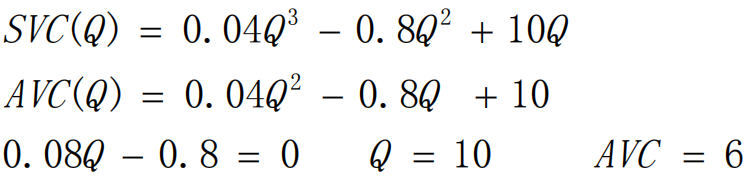 SVC(Q) = 0.04Q³ − 0.8Q² + 10Q
AVC(Q) = 0.04Q² − 0.8Q + 10
0.08Q − 0.8 = 0 Q = 10 AVC = 6